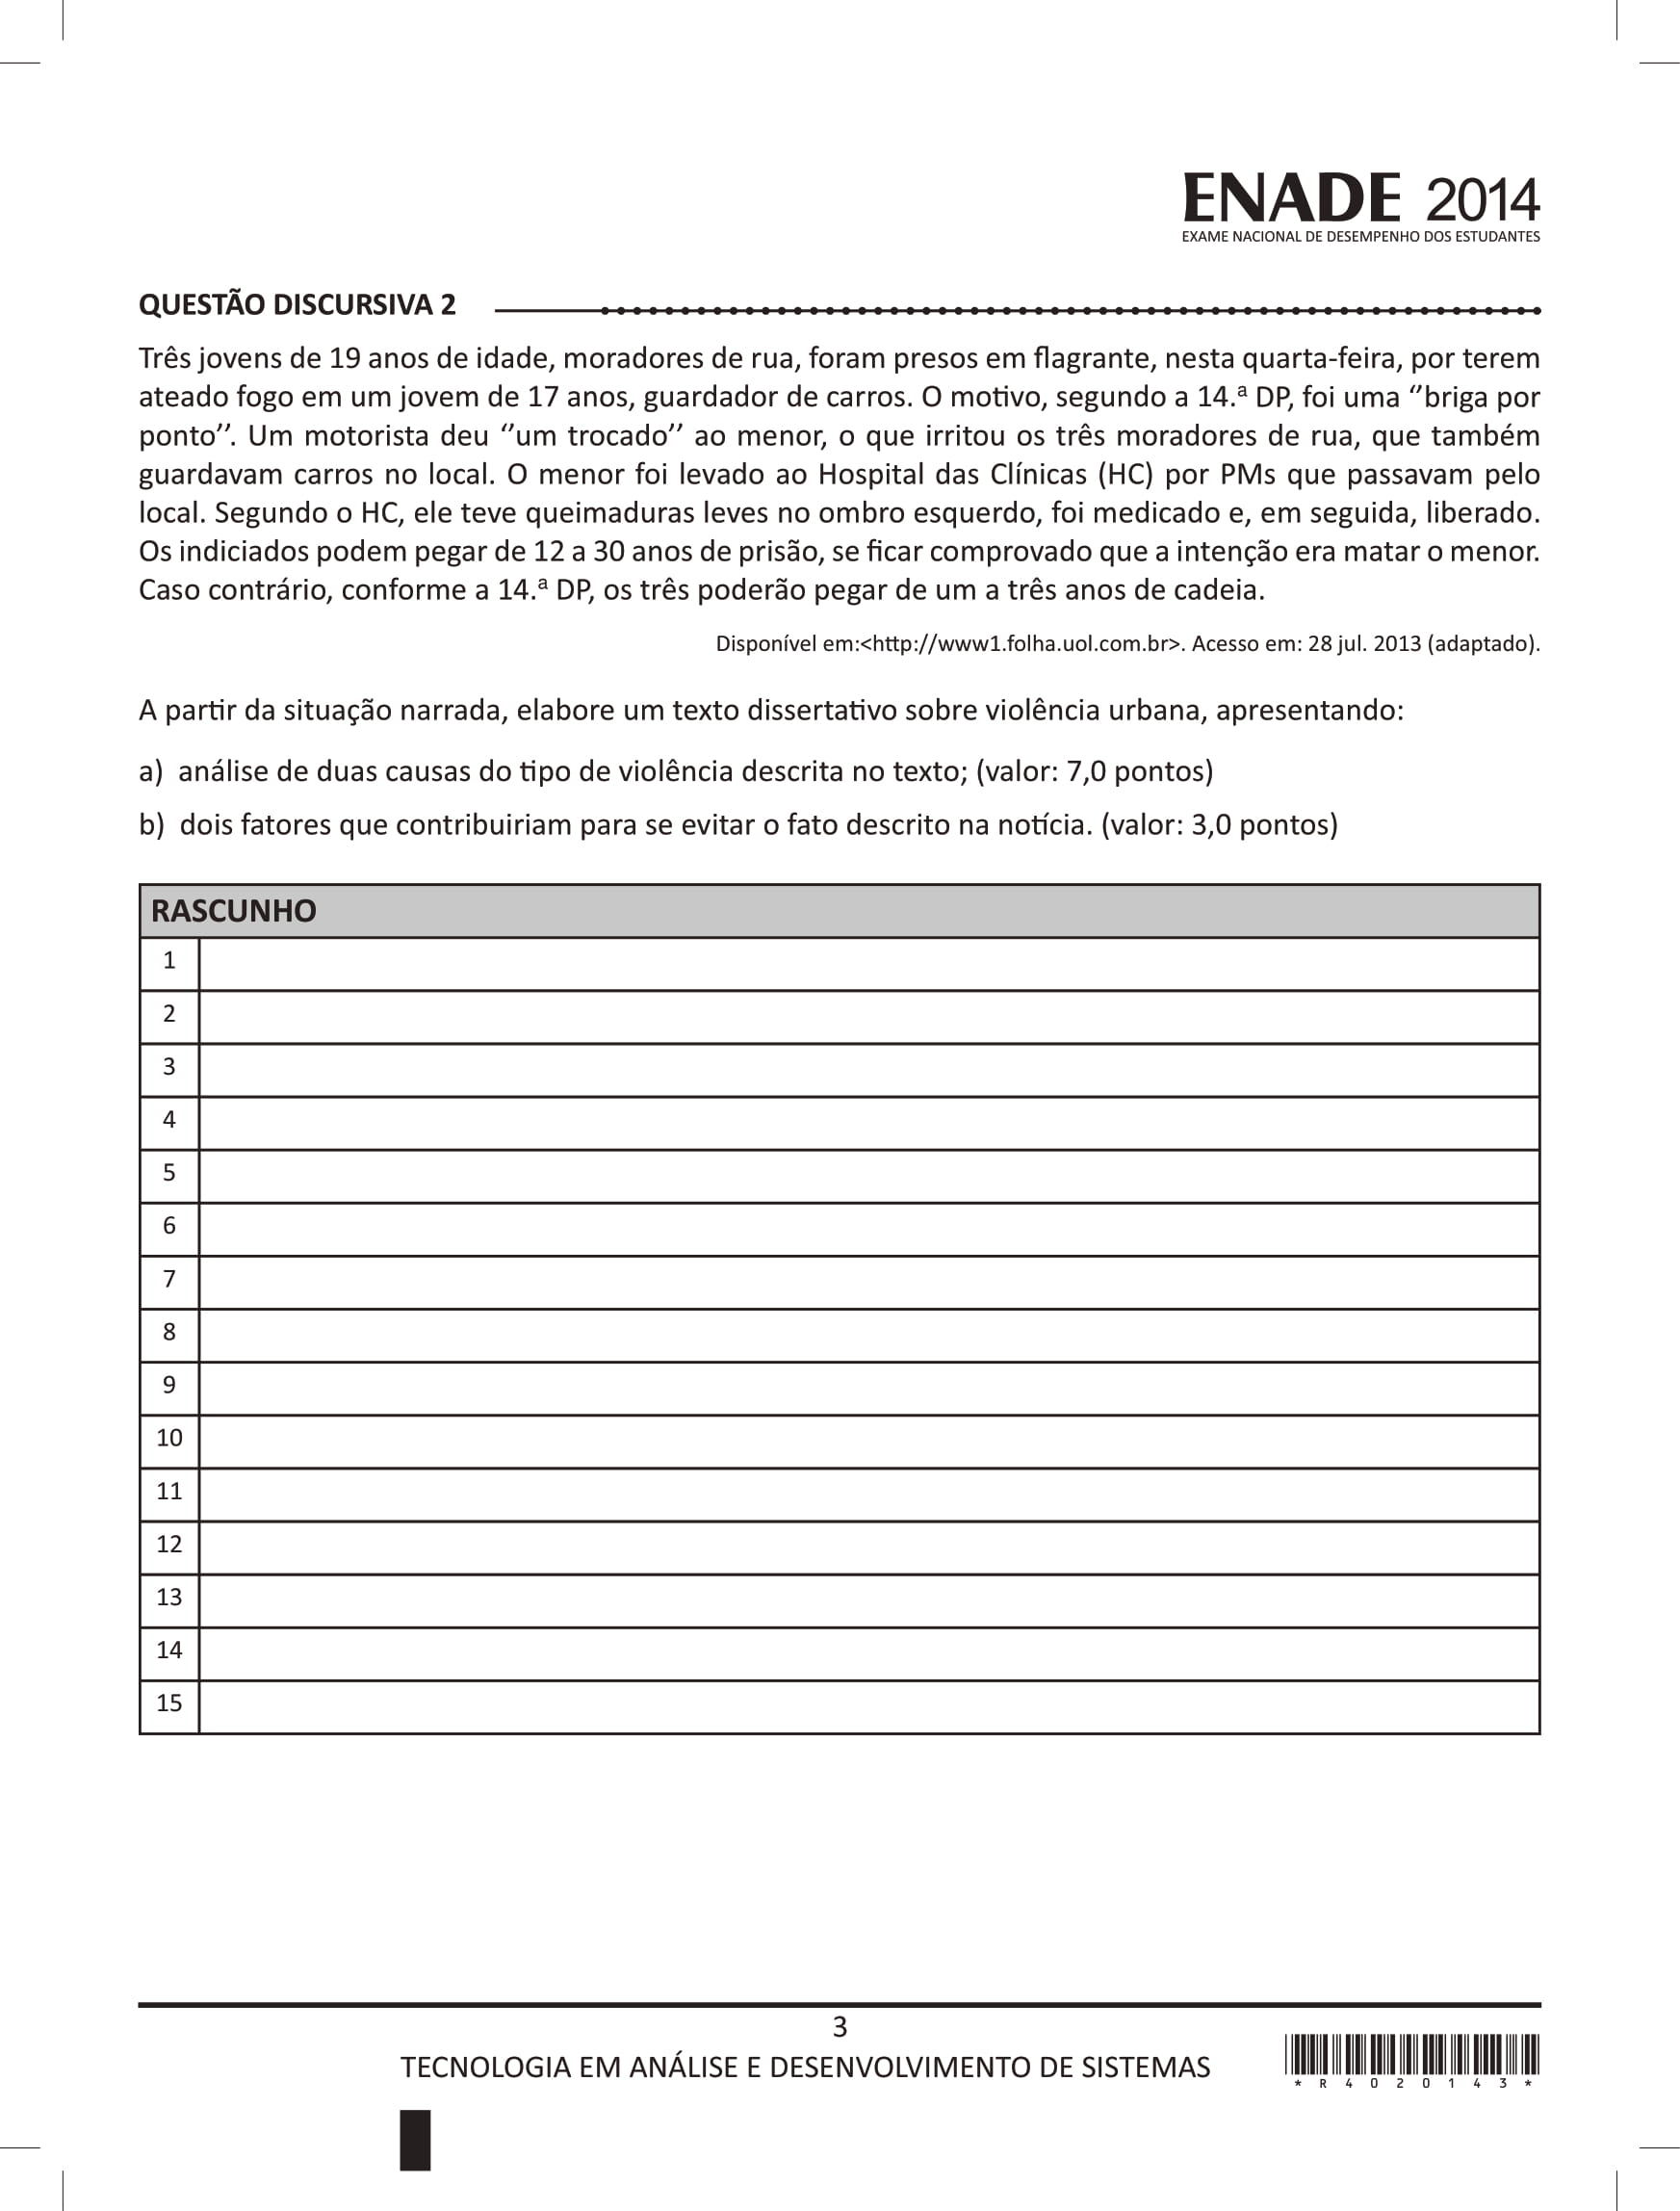 ENADE 2014
EXAME NACIONAL DE DESEMPENHO DOS ESTUDANTES
QUESTÃO DISCURSIVA 2
Três jovens de 19 anos de idade, moradores de rua, foram presos em flagrante, nesta quarta-feira, por terem
ateado fogo em um jovem de 17 anos, guardador de carros. O motivo, segundo a 14.ª DP, foi uma ‘‘briga por
ponto’’. Um motorista deu ‘‘um trocado’’ ao menor, o que irritou os três moradores de rua, que também
guardavam carros no local. O menor foi levado ao Hospital das Clínicas (HC) por PMs que passavam pelo
local. Segundo o HC, ele teve queimaduras leves no ombro esquerdo, foi medicado e, em seguida, liberado.
Os indiciados podem pegar de 12 a 30 anos de prisão, se ficar comprovado que a intenção era matar o menor.
Caso contrário, conforme a 14.ª DP, os três poderão pegar de um a três anos de cadeia.
Disponível em:<http://www1.folha.uol.com.br>. Acesso em: 28 jul. 2013 (adaptado).
A partir da situação narrada, elabore um texto dissertativo sobre violência urbana, apresentando:
a) análise de duas causas do tipo de violência descrita no texto; (valor: 7,0 pontos)
b) dois fatores que contribuiriam para se evitar o fato descrito na notícia. (valor: 3,0 pontos)
RASCUNHO
1
2
3
4
5
6
7
8
9
10
11
12
13
14
15
3
TECNOLOGIA EM ANÁLISE E DESENVOLVIMENTO DE SISTEMAS
* R 4 0 2 0 1 4 3 *